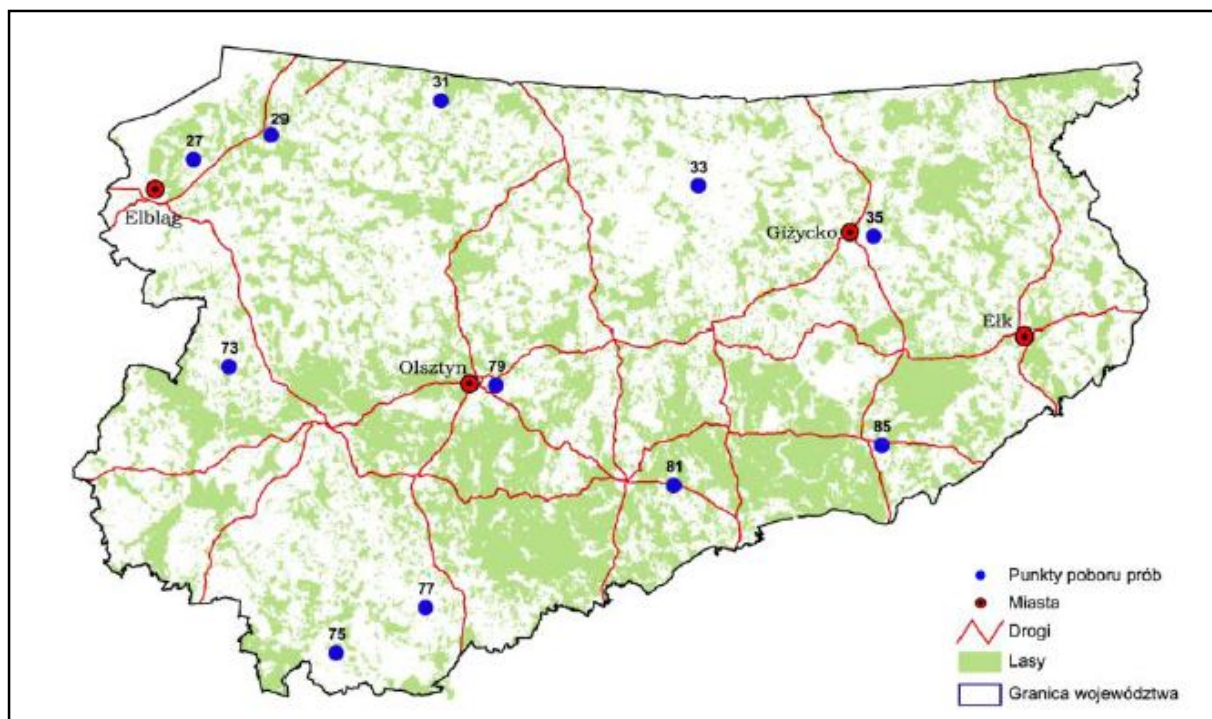 31
29
27
33
35
Elbląg
Giżycko
Ełk
73
Olsztyn
79
85
81
77
75
Punkty poboru prób
Miasta
Drogi
Lasy
Granica województwa